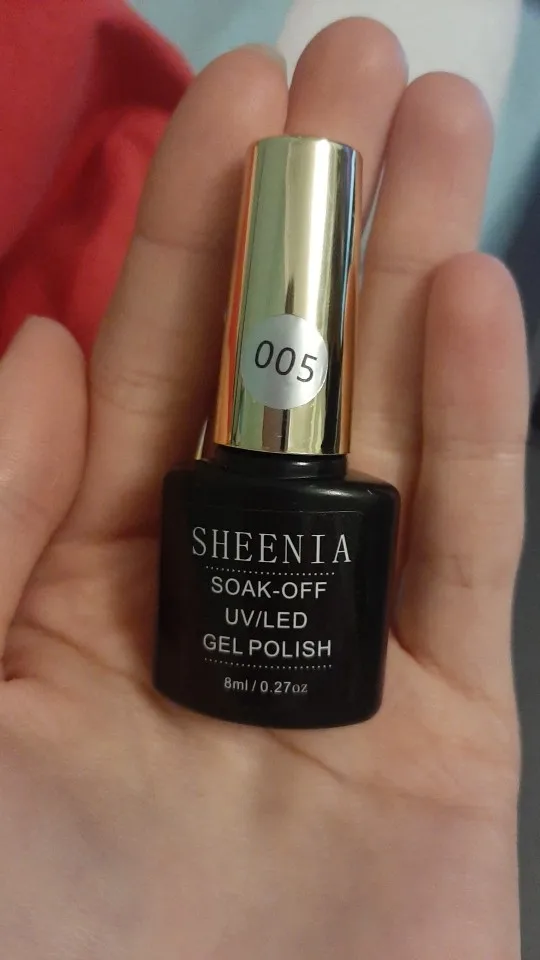 005
SHEENIA
SOAK-OFF
UV/LED
GEL POLISH
8ml / 0.27oz